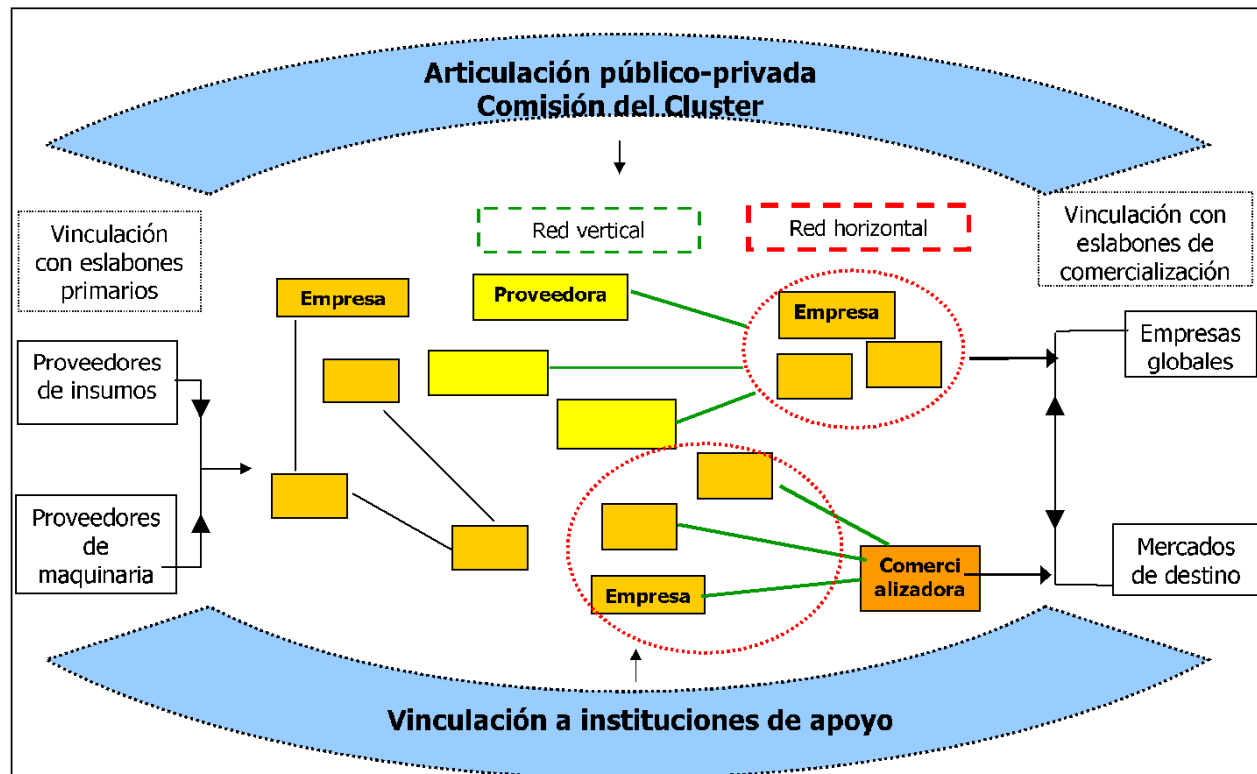 Articulación público-privada
Comisión del Cluster
Vinculación
con eslabones
primarios
Red vertical
Red horizontal
Vinculación con
eslabones de
comercialización
Empresa
Proveedora
Empresa
Empresas
globales
Proveedores
de insumos
Proveedores
de
maquinaria
Empresa
Comerci
alizadora
Mercados
de destino
Vinculación a instituciones de apoyo